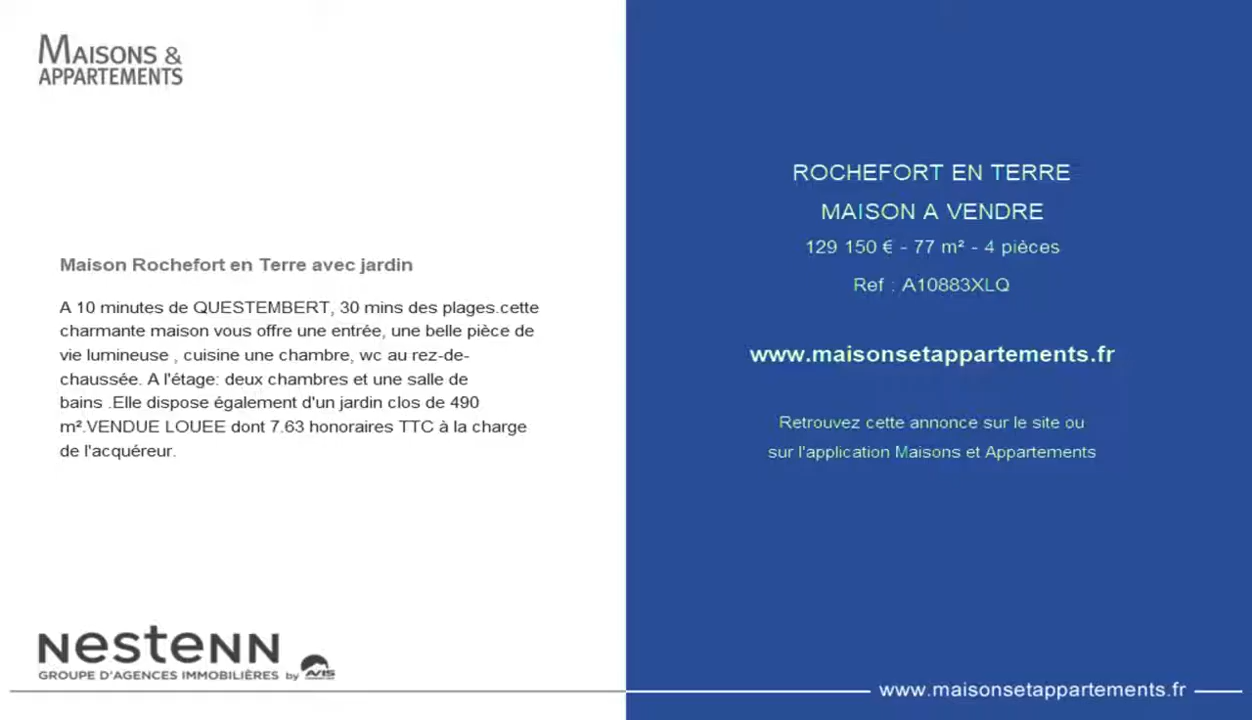 MAISONS &
APPARTEMENTS
Maison Rochefort en Terre avec jardin
A 10 minutes de QUESTEMBERT, 30 mins des plages.cette
charmante maison vous offre une entrée, une belle pièce de
vie lumineuse , cuisine une chambre, wc au rez-de-
chaussée. A l'étage: deux chambres et une salle de
bains .Elle dispose également d'un jardin clos de 490
m².VENDUE LOUEE dont 7.63 honoraires TTC à la charge
de l'acquéreur.
NestenN
GROUPE D'AGENCES IMMOBILIÈRES by AVIS
ROCHEFORT EN TERRE
MAISON A VENDRE
129 150 € - 77 m² - 4 pièces
Ref : A10883XLQ
www.maisonsetappartements.fr
Retrouvez cette annonce sur le site ou
sur l'application Maisons et Appartements
www.maisonsetappartements.fr